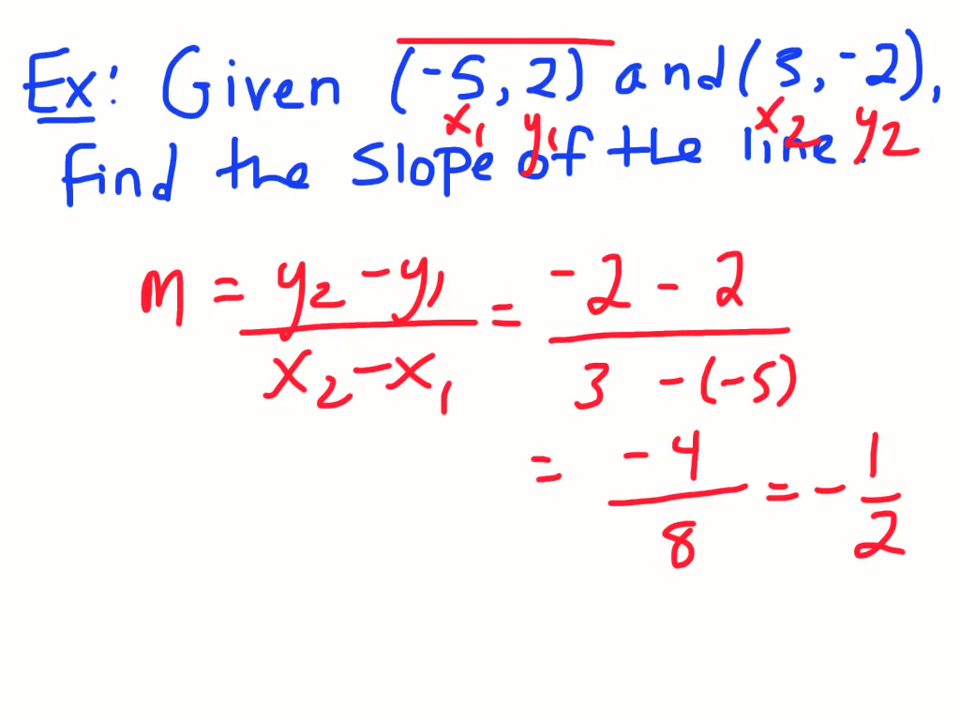 Ex: Given (-5, 2) and (3, -2),
x₁ y₁ x₂ y₂
find the slope of the line.
m = y₂ - y₁ / x₂ - x₁ = -2 - 2 / 3 - (-5)
= -4 / 8 = - 1 / 2